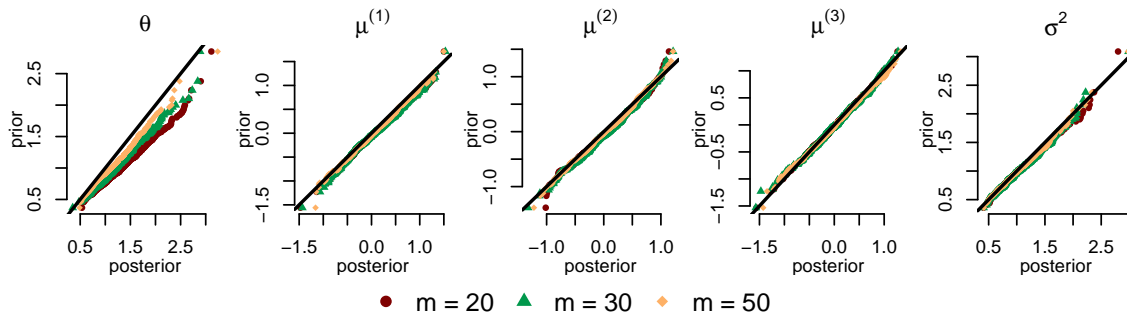 θ
prior
0.5 1.5 2.5
0.5 1.5 2.5
posterior
μ(1)
prior
−1.5 0.0 1.0
−1.5 0.0 1.0
posterior
μ(2)
prior
−1.0 0.0 1.0
−1.0 0.0 1.0
posterior
μ(3)
prior
−1.5 −0.5 0.5
−1.5 0.0 1.0
posterior
σ2
prior
0.5 1.5 2.5
0.5 1.5 2.5
posterior
m = 20 m = 30 m = 50